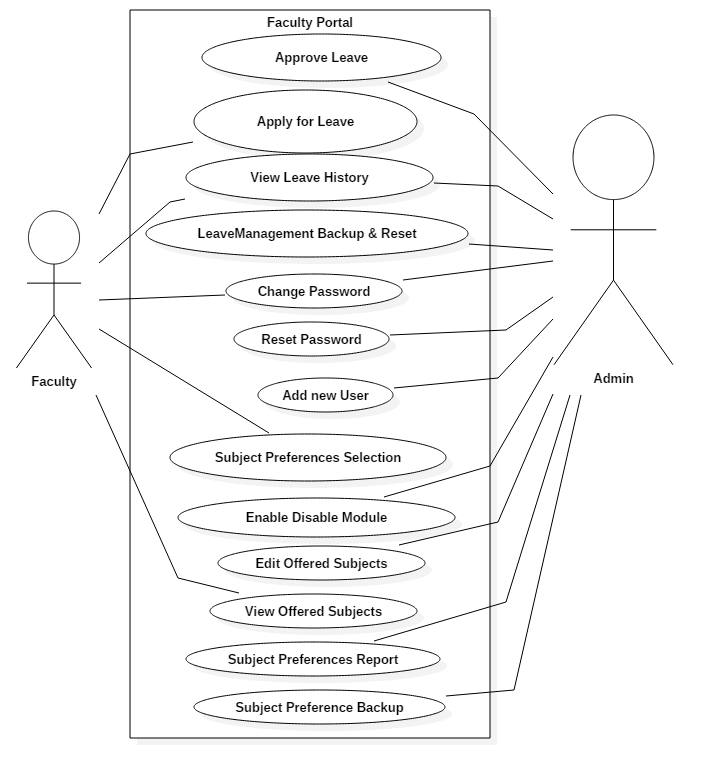 Faculty Portal
Approve Leave
Apply for Leave
View Leave History
LeaveManagement Backup & Reset
Change Password
Reset Password
Faculty
Admin
Add new User
Subject Preferences Selection
Enable Disable Module
Edit Offered Subjects
View Offered Subjects
Subject Preferences Report
Subject Preference Backup